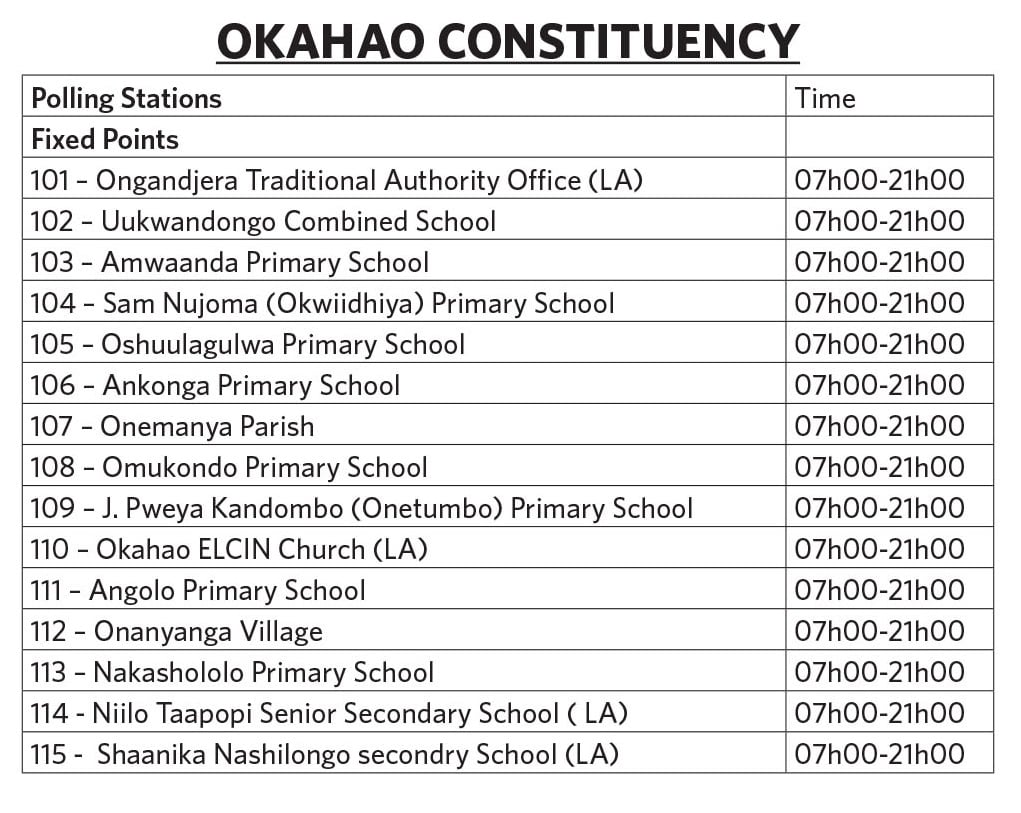 OKAHAO CONSTITUENCY
Polling Stations Time
Fixed Points
101 – Ongandjera Traditional Authority Office (LA) 07h00-21h00
102 – Uukwandongo Combined School 07h00-21h00
103 – Amwaanda Primary School 07h00-21h00
104 – Sam Nujoma (Okwiidhiya) Primary School 07h00-21h00
105 – Oshuulagulwa Primary School 07h00-21h00
106 – Ankonga Primary School 07h00-21h00
107 – Onemanya Parish 07h00-21h00
108 – Omukondo Primary School 07h00-21h00
109 – J. Pweya Kandombo (Onetumbo) Primary School 07h00-21h00
110 – Okahao ELCIN Church (LA) 07h00-21h00
111 – Angolo Primary School 07h00-21h00
112 – Onanyanga Village 07h00-21h00
113 – Nakashololo Primary School 07h00-21h00
114 - Niilo Taapopi Senior Secondary School ( LA) 07h00-21h00
115 -  Shaanika Nashilongo secondry School (LA) 07h00-21h00